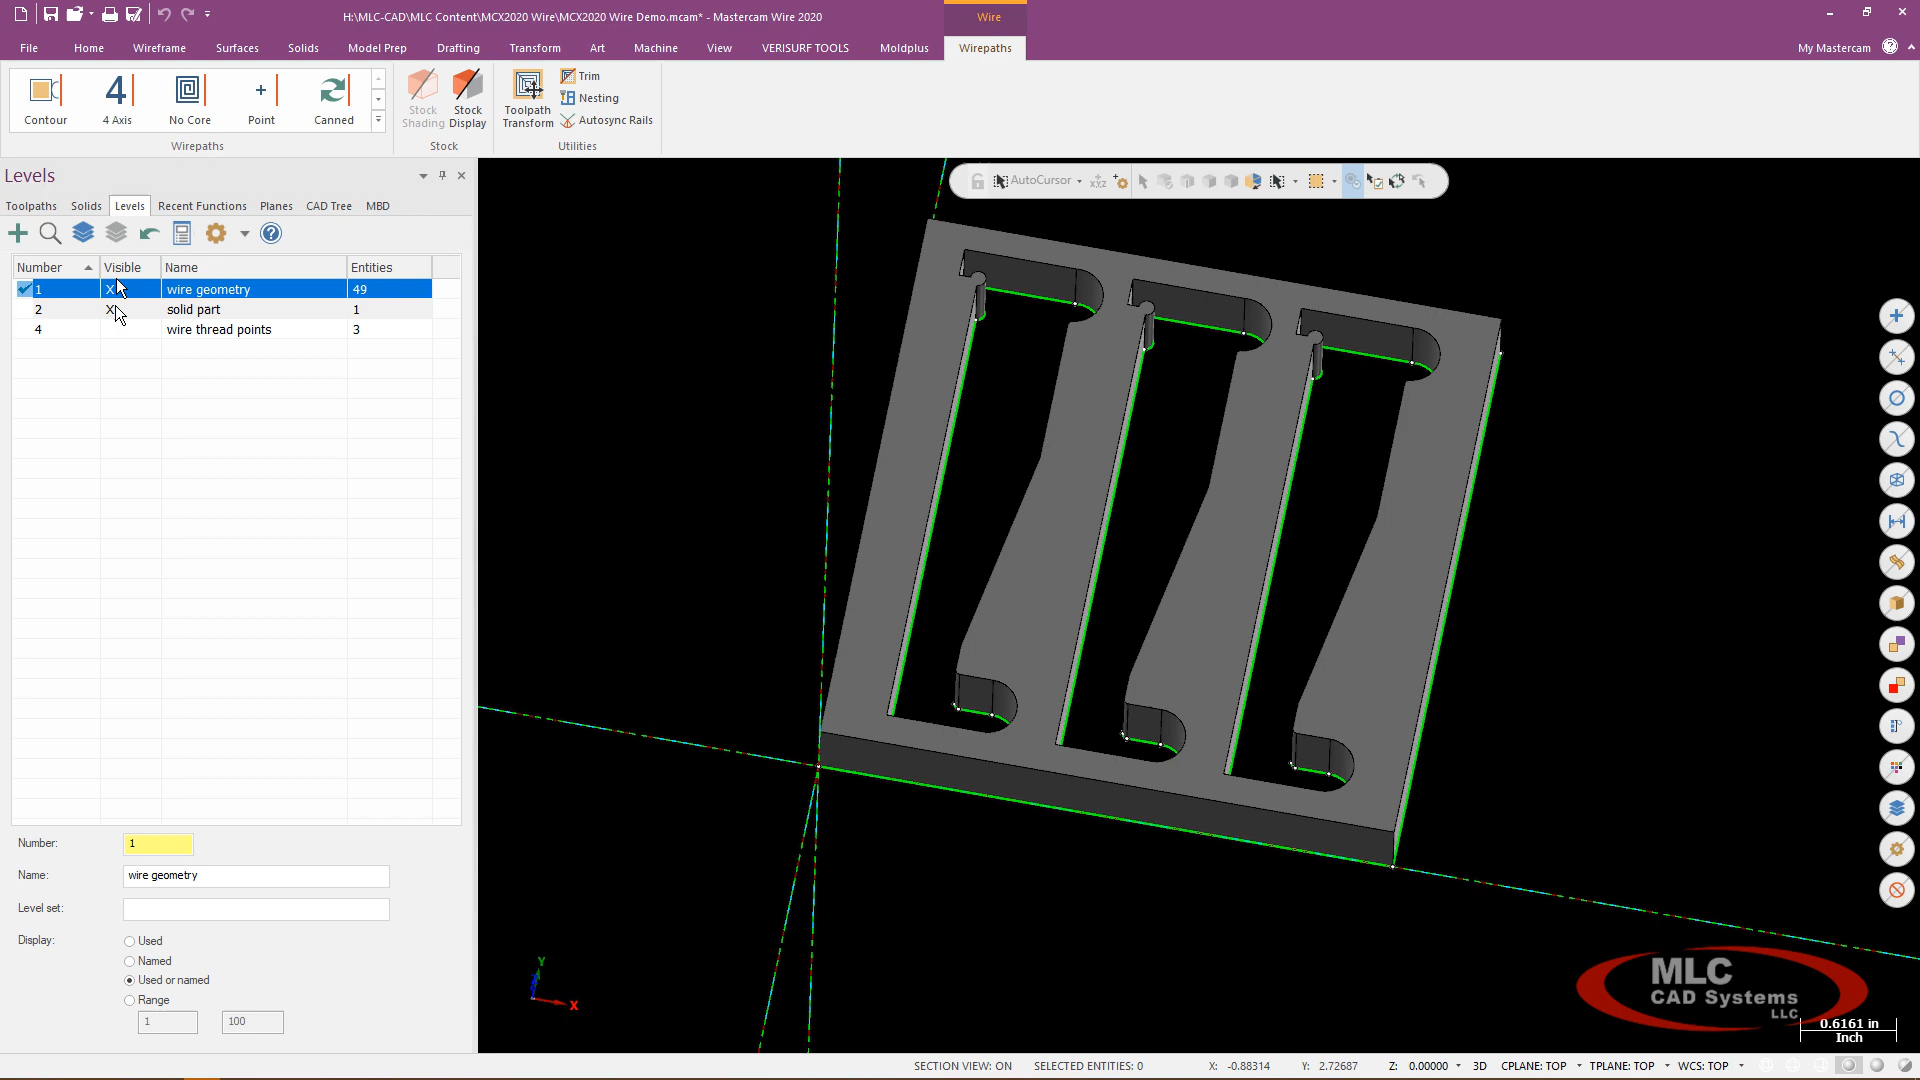 H:\MLC-CAD\MLC Content\MCX2020 Wire\MCX2020 Wire Demo.mcam* - Mastercam Wire 2020
Wire
File Home Wireframe Surfaces Solids Model Prep Drafting Transform Art Machine View VERISURF TOOLS Moldplus Wirepaths My Mastercam
Contour 4 Axis No Core Point Canned
Wirepaths
Stock Shading Stock Display
Stock
Toolpath Transform
Trim
Nesting
Autosync Rails
Utilities
Levels
Toolpaths Solids Levels Recent Functions Planes CAD Tree MBD
Number Visible Name Entities
1 X wire geometry 49
2 X solid part 1
4 wire thread points 3
Number: 1
Name: wire geometry
Level set:
Display: Used
Named
Used or named
Range
1 100
AutoCursor
Y
X
MLC
CAD Systems
LLC
0.6161 in
Inch
SECTION VIEW: ON SELECTED ENTITIES: 0 X: -0.88314 Y: 2.72687 Z: 0.00000 3D CPLANE: TOP TPLANE: TOP WCS: TOP